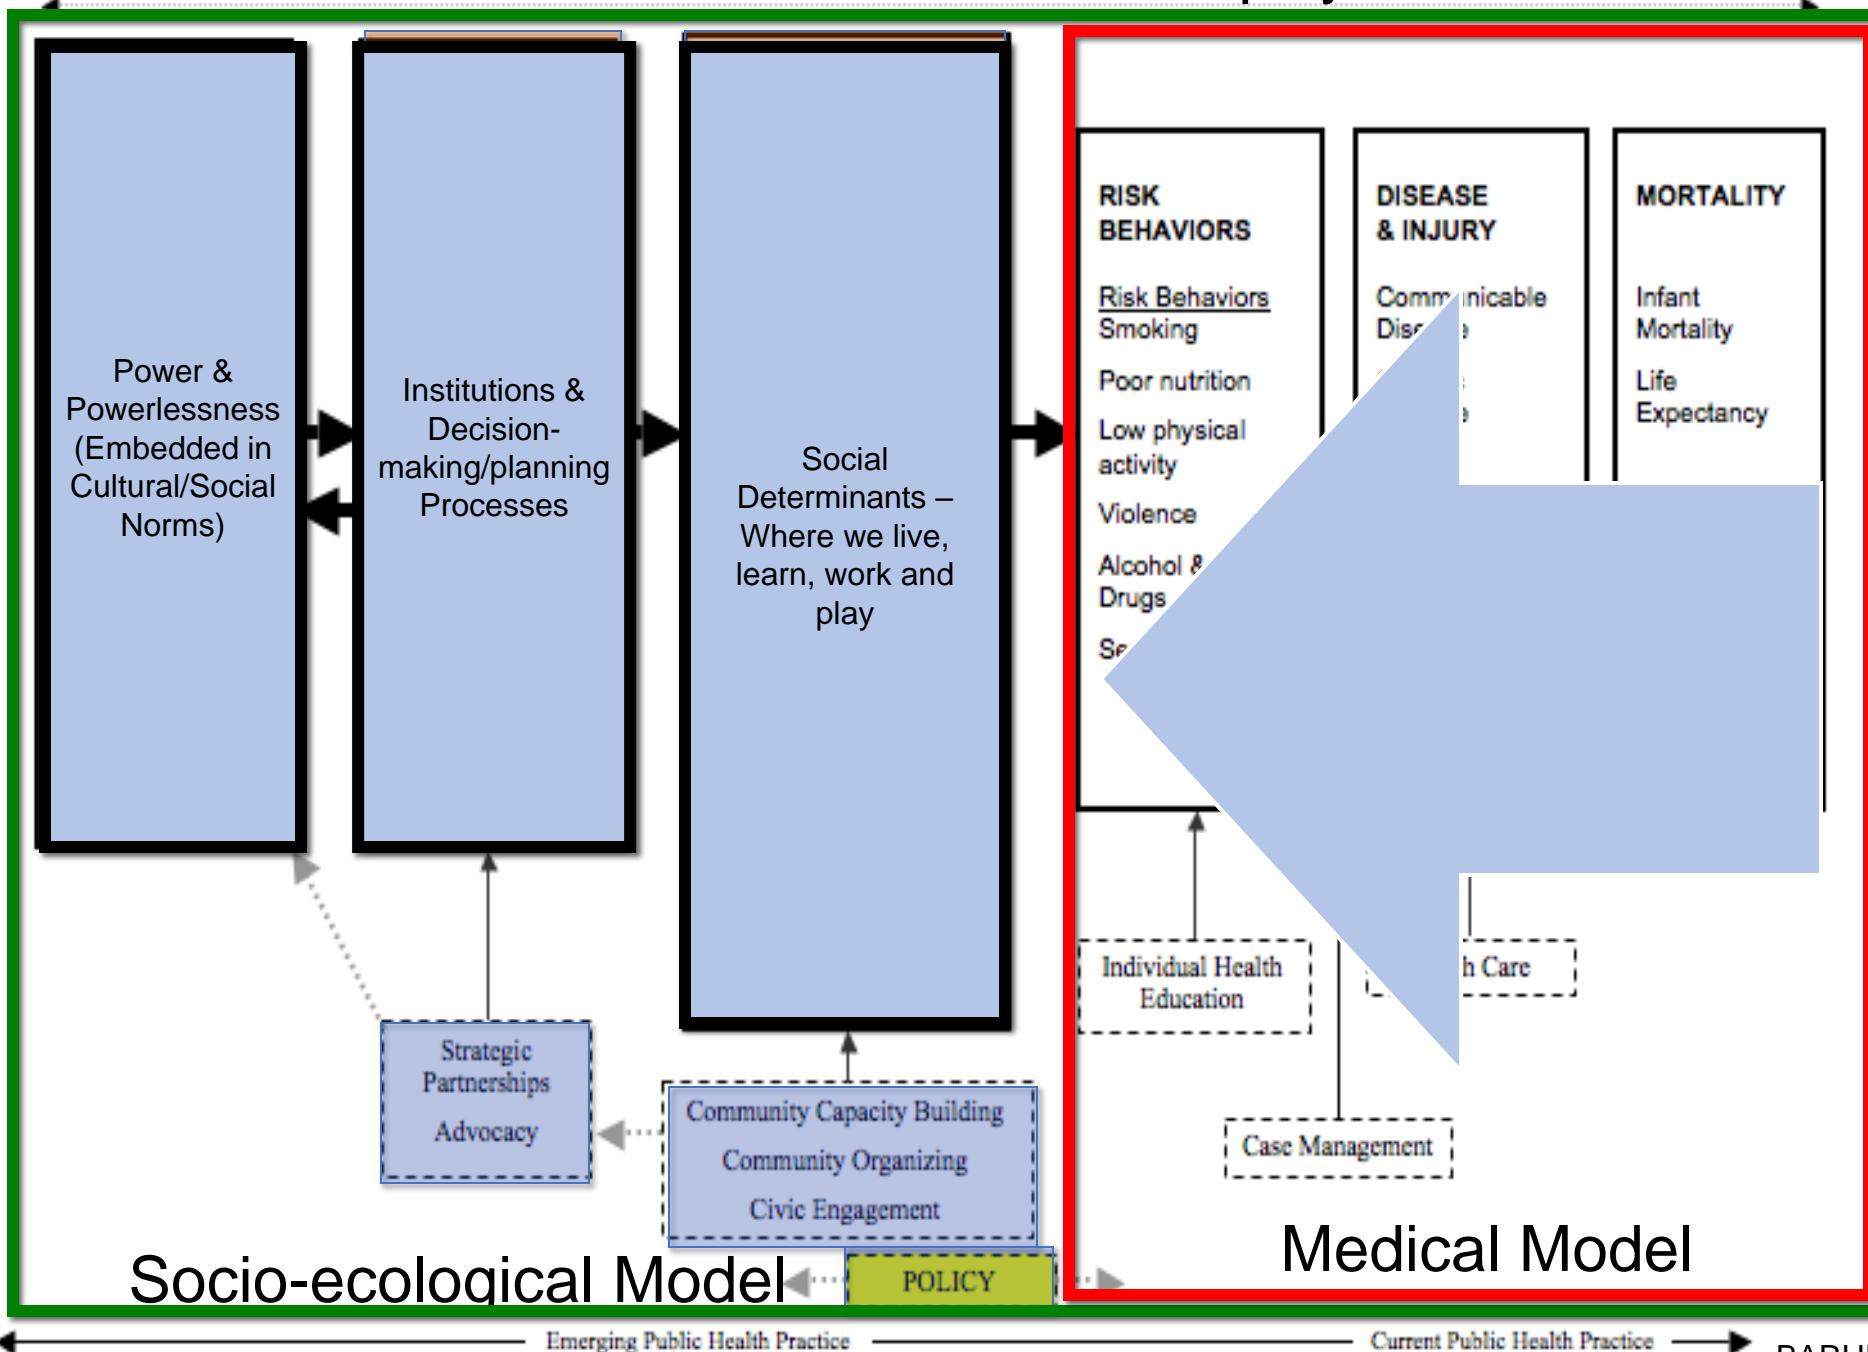 Power &
Powerlessness
(Embedded in
Cultural/Social
Norms)
Institutions &
Decision-
making/planning
Processes
Social
Determinants –
Where we live,
learn, work and
play
RISK
BEHAVIORS
Risk Behaviors
Smoking
Poor nutrition
Low physical
activity
Violence
Alcohol &
Drugs
DISEASE
& INJURY
Communicable
MORTALITY
Infant
Mortality
Life
Expectancy
Individual Health
Education
Care
Case Management
Strategic
Partnerships
Advocacy
Community Capacity Building
Community Organizing
Civic Engagement
POLICY
Socio-ecological Model
Medical Model
Emerging Public Health Practice
Current Public Health Practice